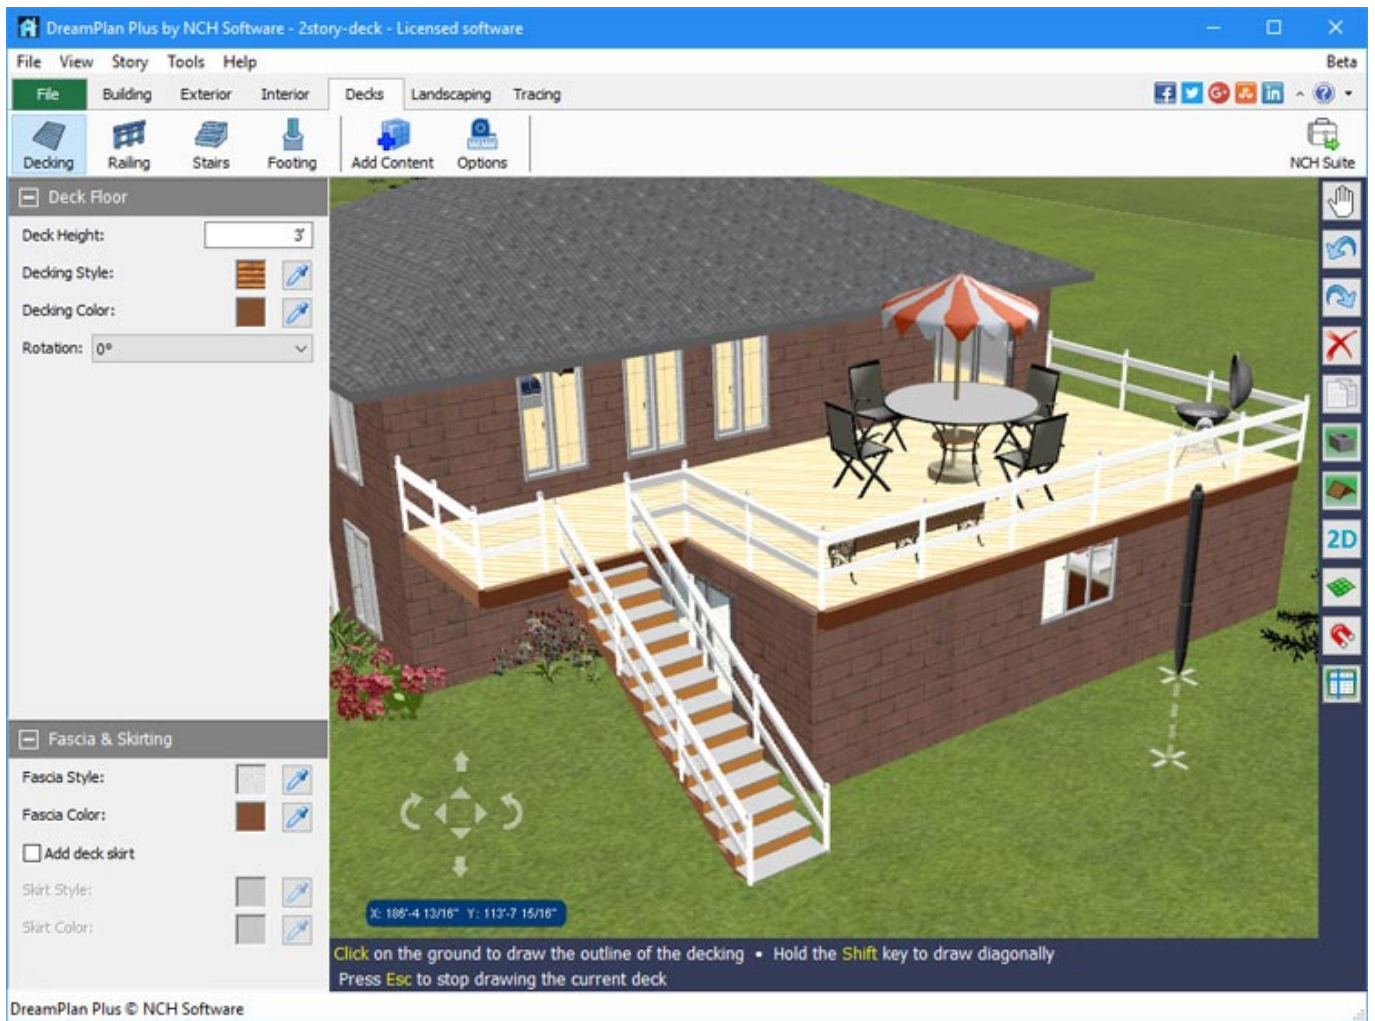 DreamPlan Plus by NCH Software - 2story-deck - Licensed software
File View Story Tools Help Beta
File Building Exterior Interior Decks Landscaping Tracing
Decking Railing Stairs Footing Add Content Options NCH Suite
Deck Floor
Deck Height: 3'
Decking Style:
Decking Color:
Rotation: 0°
2D
Fascia & Skirting
Fascia Style:
Fascia Color:
Add deck skirt
Skirt Style:
Skirt Color:
X: 186'-4 13/16" Y: 113'-7 15/16"
Click on the ground to draw the outline of the decking • Hold the Shift key to draw diagonally
Press Esc to stop drawing the current deck
DreamPlan Plus © NCH Software